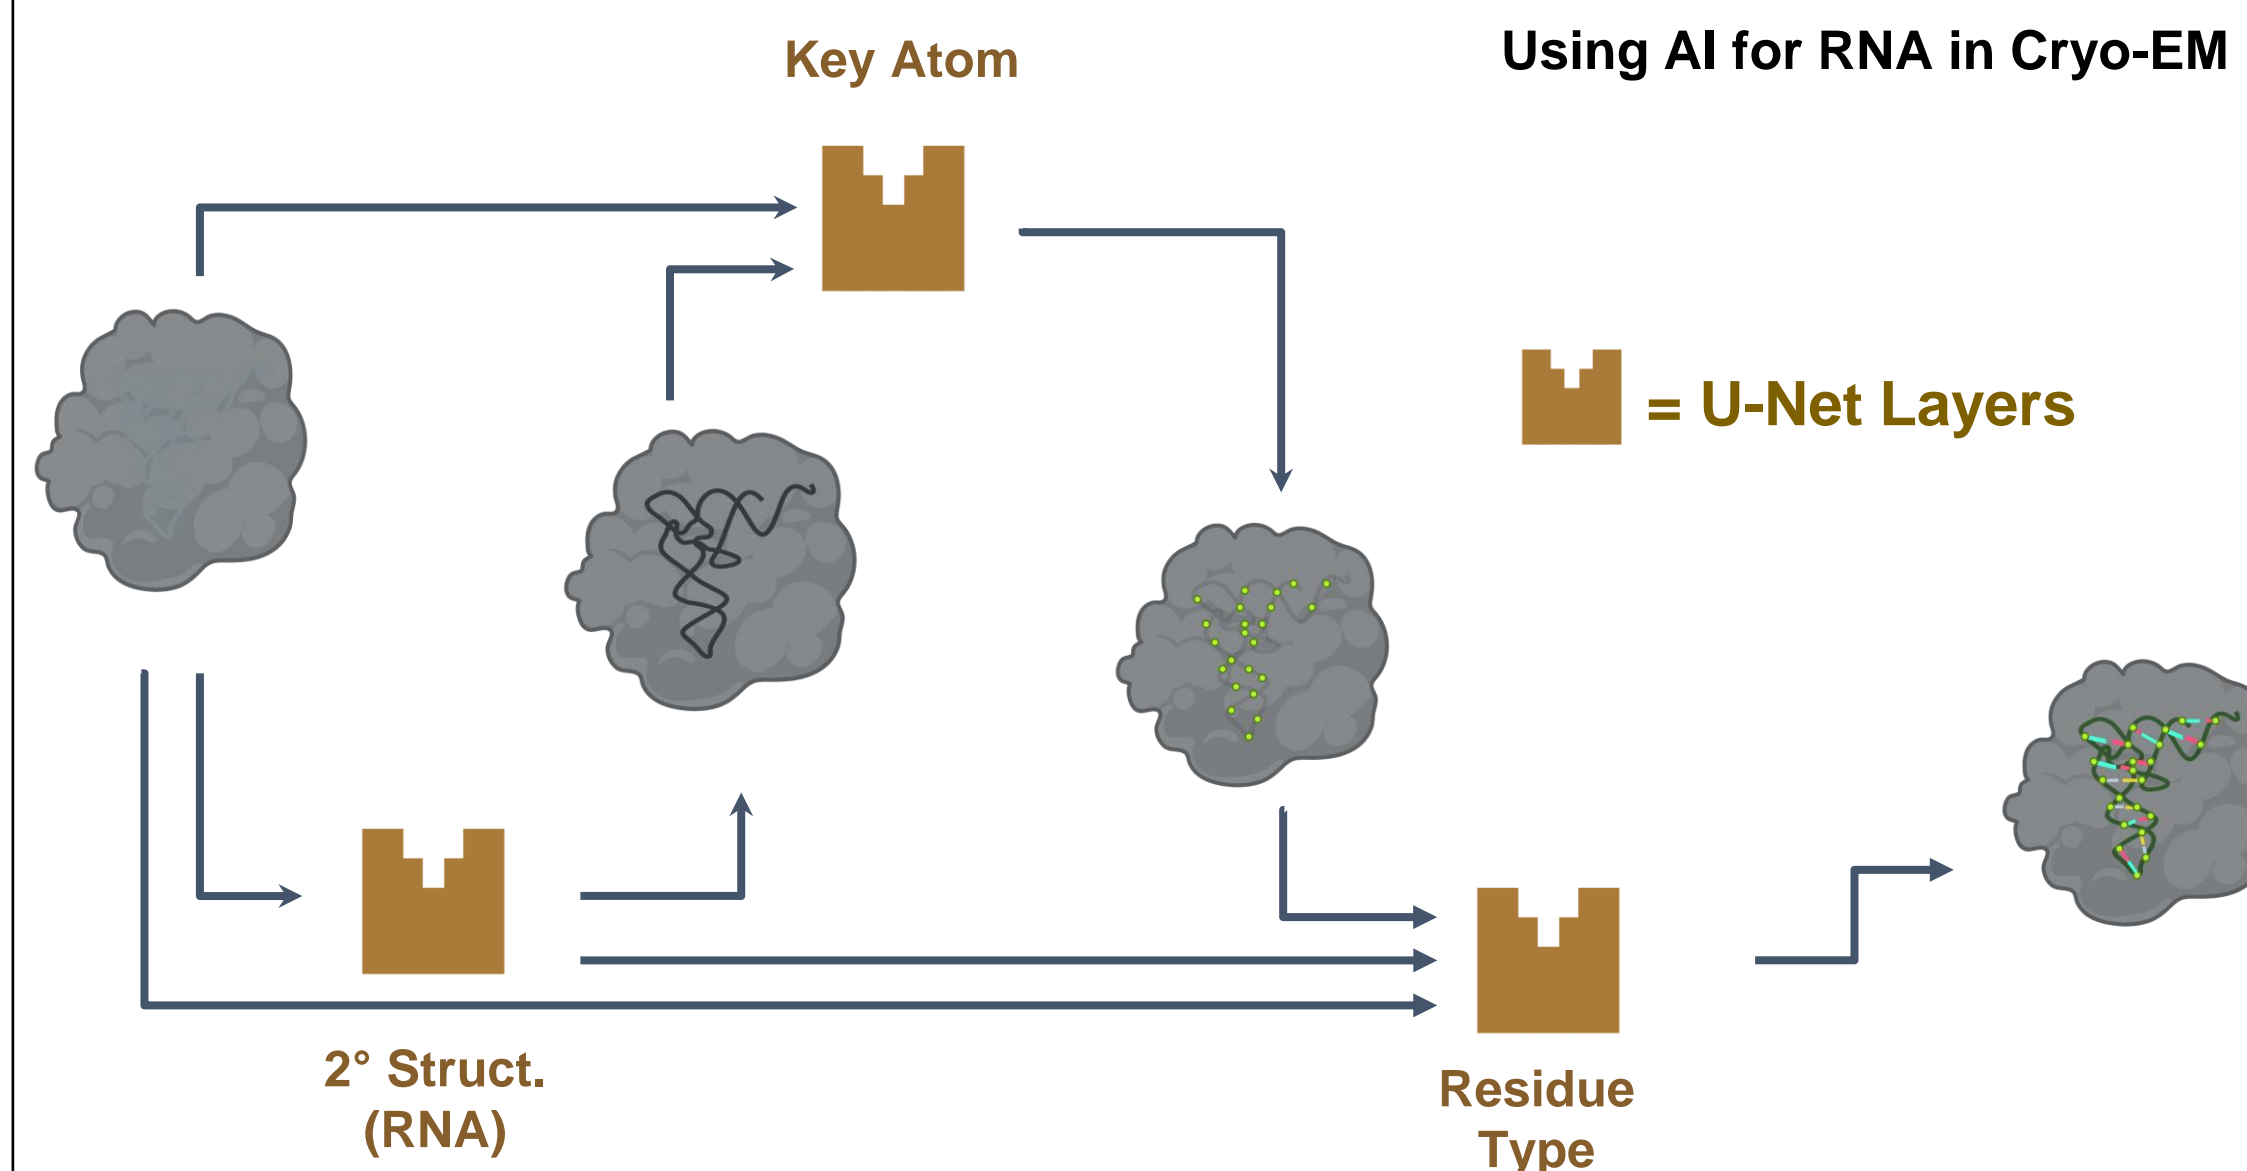 Using AI for RNA in Cryo-EM
Key Atom
= U-Net Layers
2° Struct.
(RNA)
Residue
Type